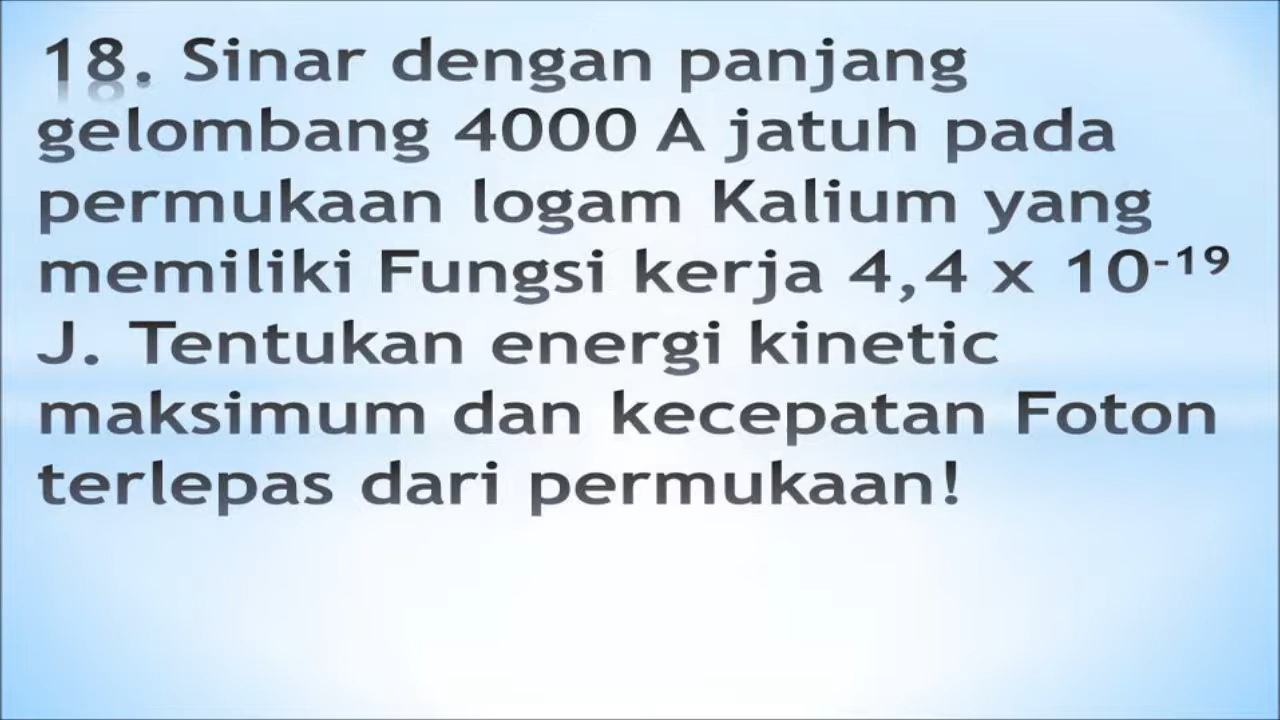 18. Sinar dengan panjang
gelombang 4000 A jatuh pada
permukaan logam Kalium yang
memiliki Fungsi kerja 4,4 x 10⁻¹⁹
J. Tentukan energi kinetic
maksimum dan kecepatan Foton
terlepas dari permukaan!